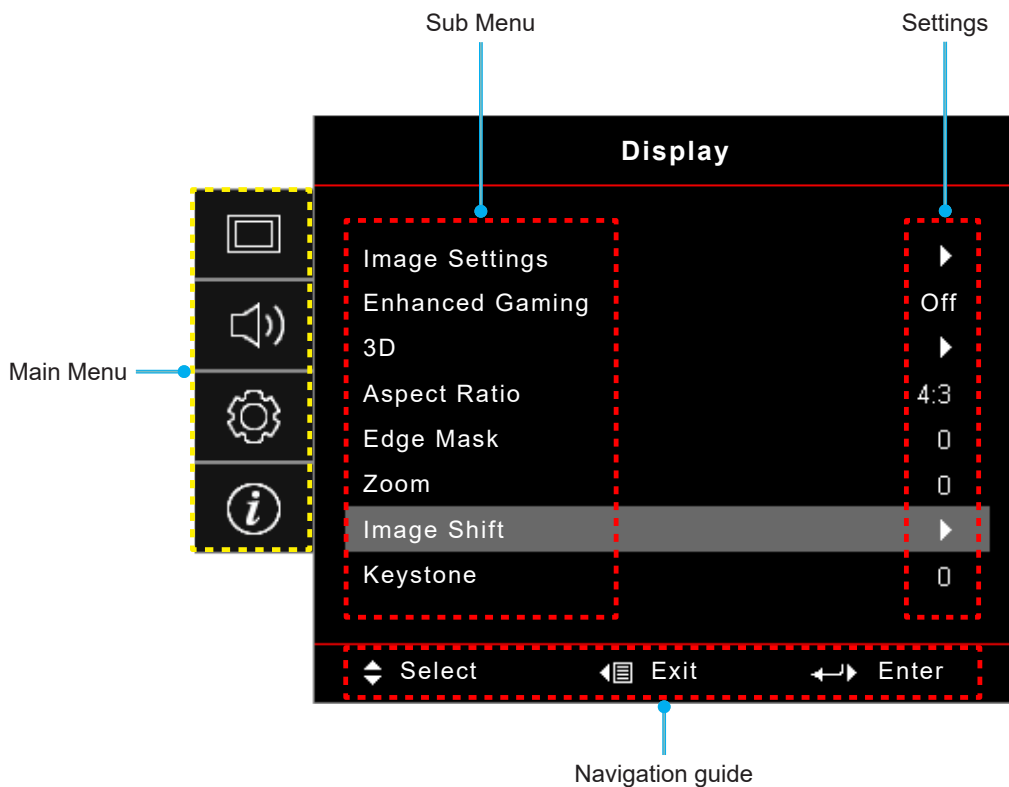 Sub Menu Settings
Display
Image Settings
Enhanced Gaming Off
3D
Main Menu
Aspect Ratio 4:3
Edge Mask 0
Zoom 0
i
Image Shift
Keystone 0
Select Exit Enter
Navigation guide